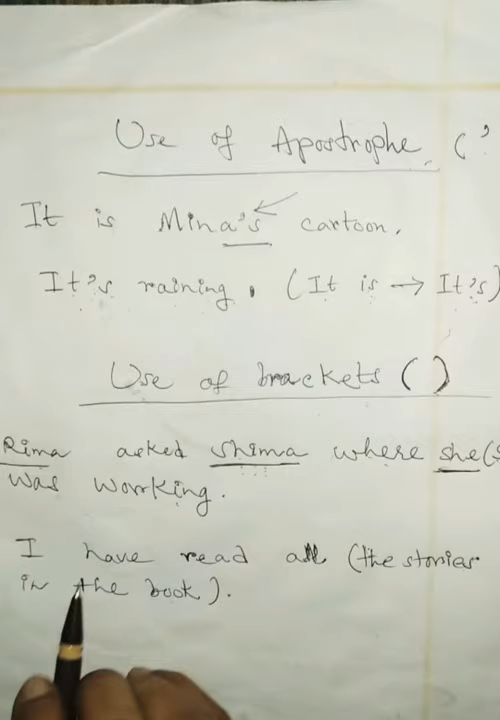 Use of Apostrophe (’
It is Mina's cartoon.
It's raining. (It is → It's)
Use of brackets ()
Rima asked Shima where she(S
was working.
I have read all (the stories
in the book).